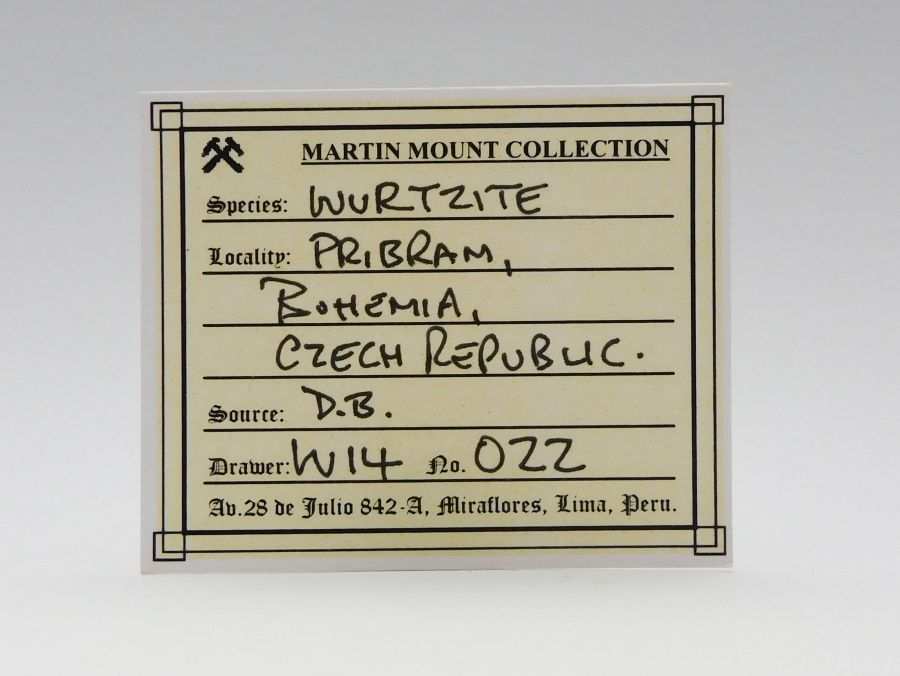 MARTIN MOUNT COLLECTION
Species: WURTZITE
Locality: PRIBRAM,
BOHEMIA,
CZECH REPUBLIC.
Source: D.B.
Drawer: W14 No. 022
Av.28 de Julio 842-A, Miraflores, Lima, Peru.